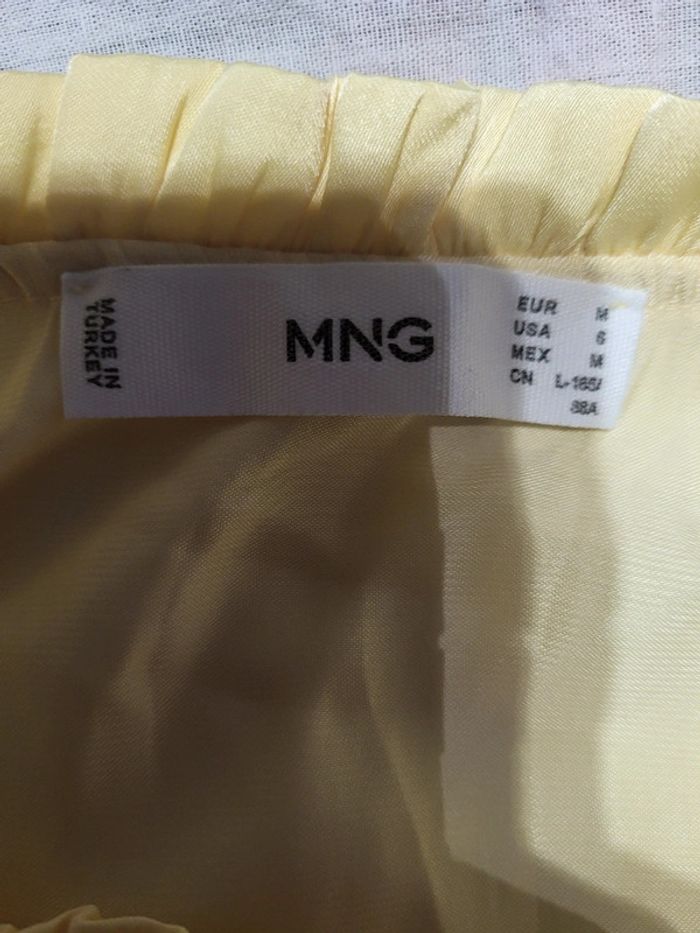 MADE IN
TURKEY
MNG
EUR M
USA 6
MEX M
CN L-165/
88A